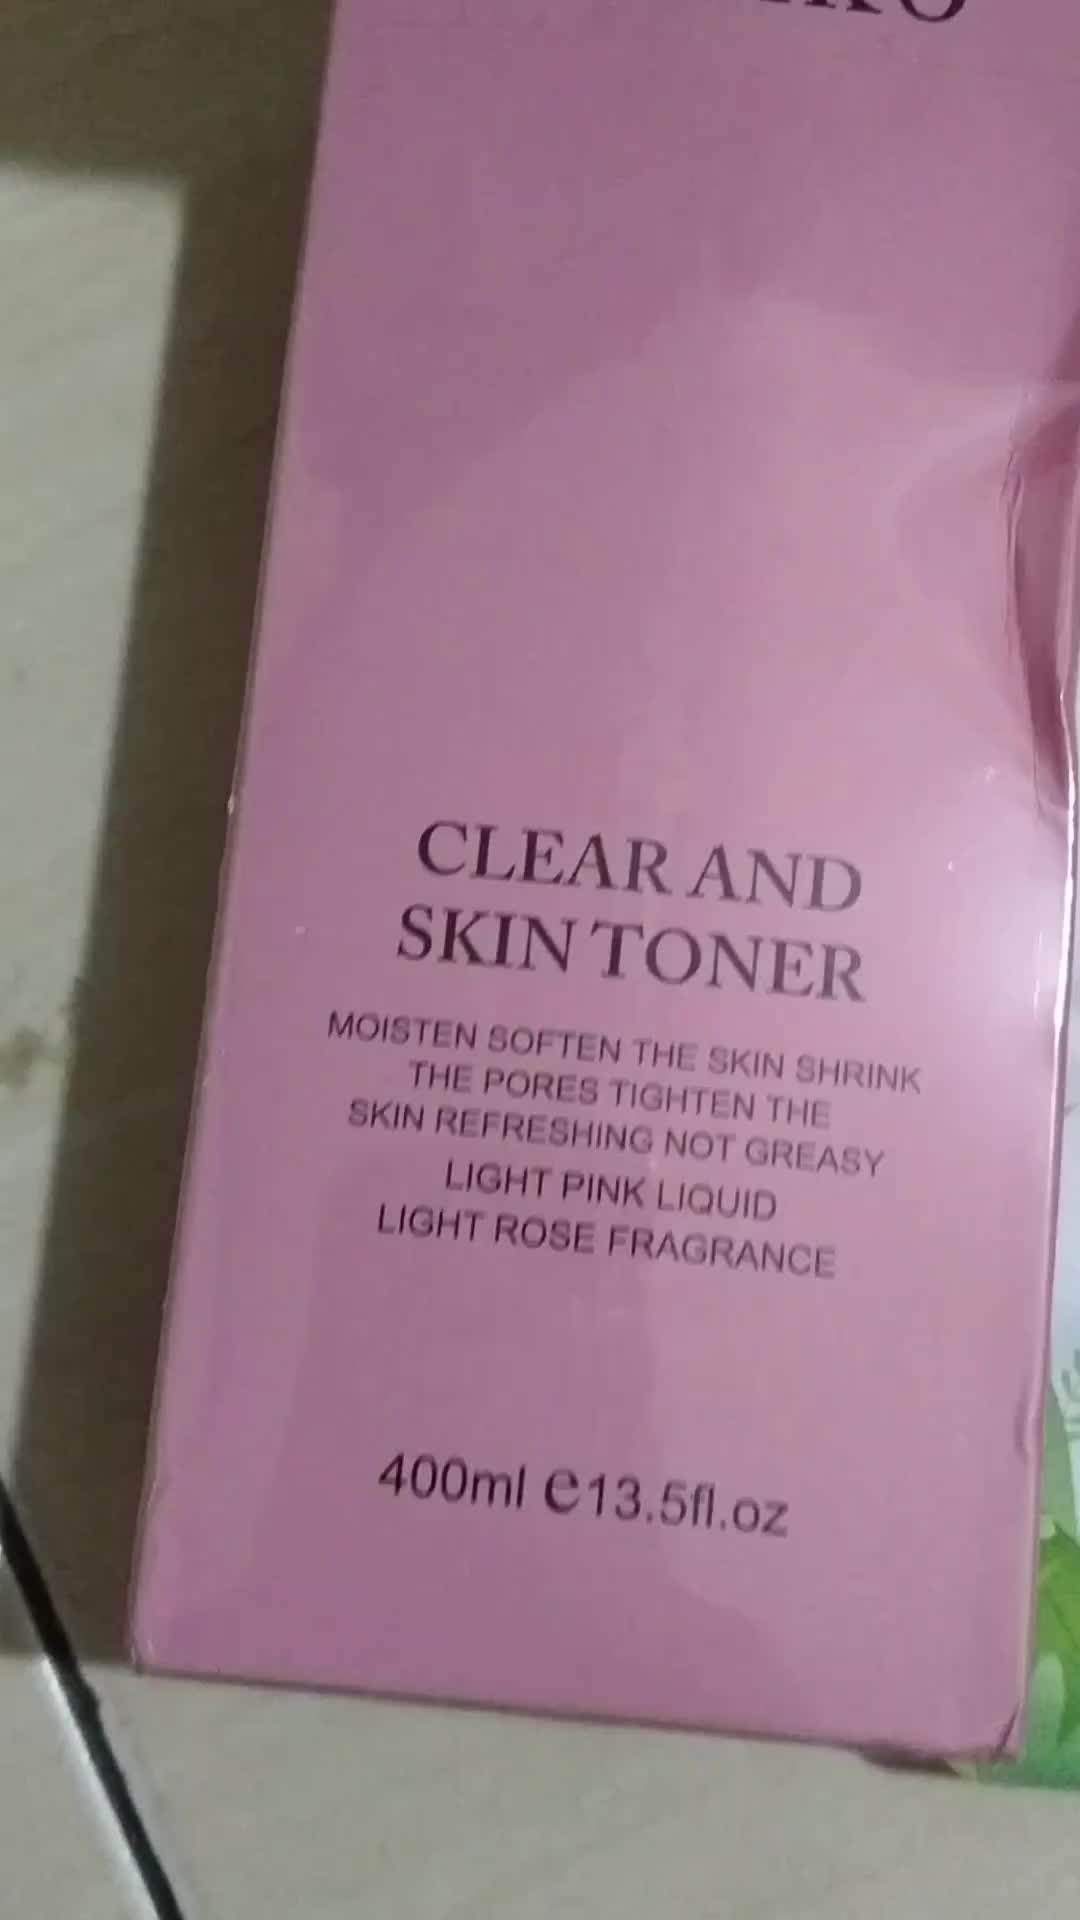 CLEAR AND
SKIN TONER
MOISTEN SOFTEN THE SKIN SHRINK
THE PORES TIGHTEN THE
SKIN REFRESHING NOT GREASY
LIGHT PINK LIQUID
LIGHT ROSE FRAGRANCE
400ml e13.5fl.oz